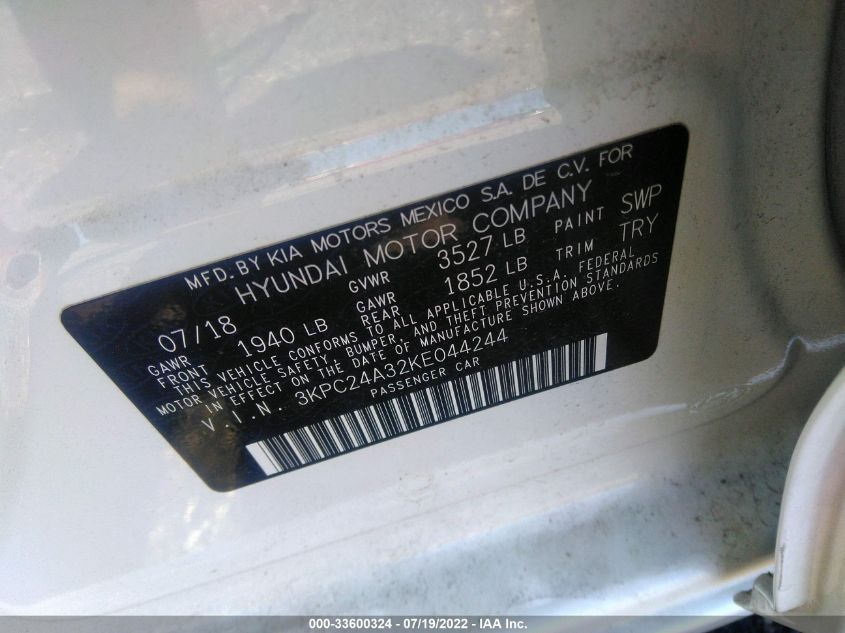 MFD. BY KIA MOTORS MEXICO S.A. DE C.V. FOR
HYUNDAI MOTOR COMPANY
07/18 GVWR 3527 LB PAINT SWP
GAWR FRONT 1940 LB GAWR REAR 1852 LB TRIM TRY
THIS VEHICLE CONFORMS TO ALL APPLICABLE U.S.A. FEDERAL
MOTOR VEHICLE SAFETY, BUMPER, AND THEFT PREVENTION STANDARDS
IN EFFECT ON THE DATE OF MANUFACTURE SHOWN ABOVE.
V.I.N. 3KPC24A32KE044244
PASSENGER CAR
000-33600324 - 07/19/2022 - IAA Inc.